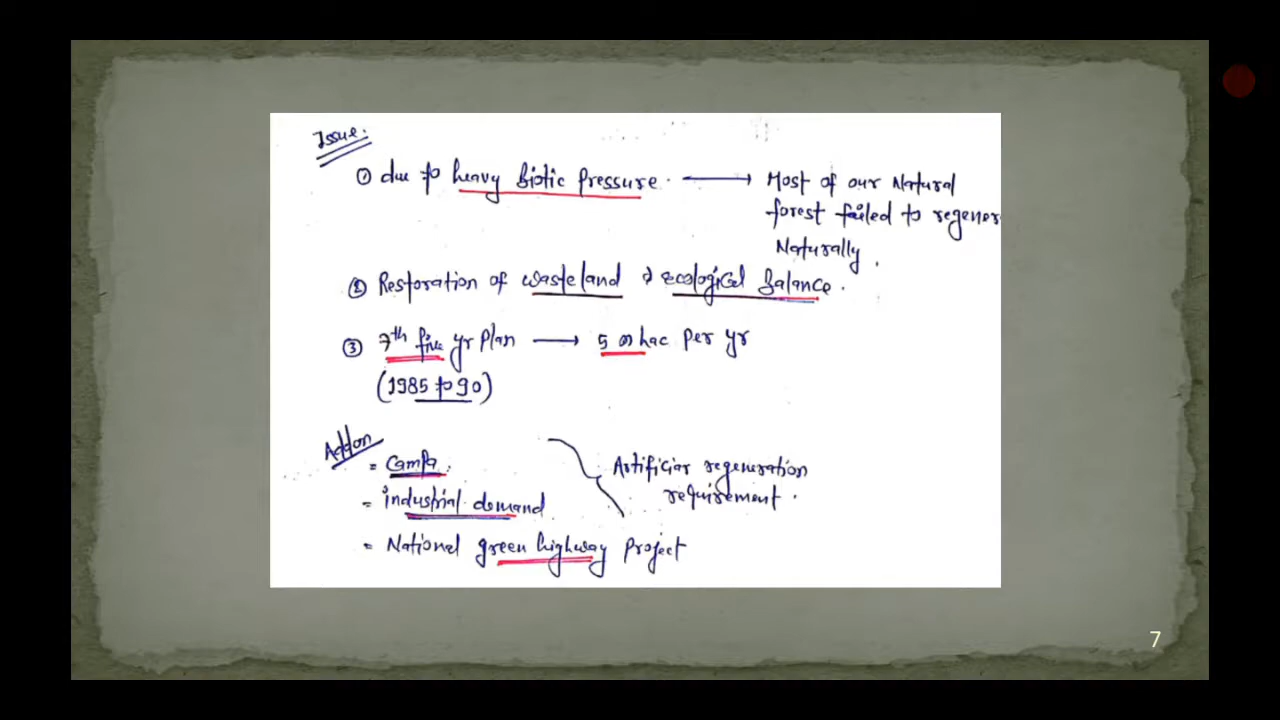 Issue:
① due to heavy Biotic Pressure. → Most of our Natural
forest failed to regener
Naturally.
② Restoration of wasteland & ecological Balance.
③ 7th five yr Plan → 5 m hac per yr
(1985 to 90)
Addon
= Campa.
= industrial demand
Artificiar regeneration
requirement.
= National green highway Project
7